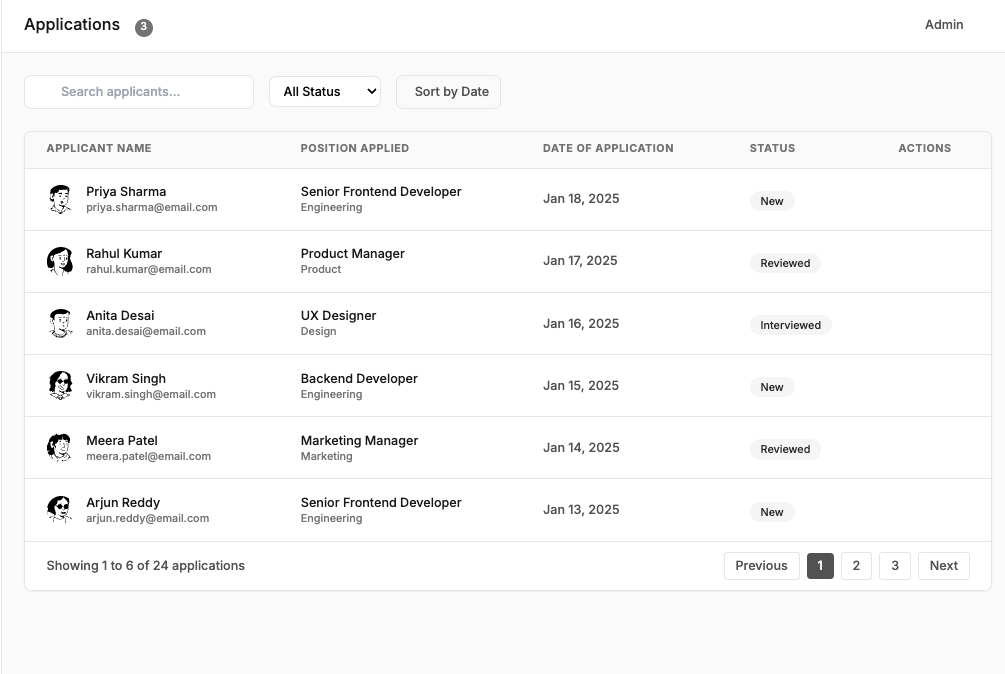 Applications 3
Admin
Search applicants...
All Status
Sort by Date
APPLICANT NAME POSITION APPLIED DATE OF APPLICATION STATUS ACTIONS
Priya Sharma Senior Frontend Developer Jan 18, 2025 New
priya.sharma@email.com Engineering
Rahul Kumar Product Manager Jan 17, 2025 Reviewed
rahul.kumar@email.com Product
Anita Desai UX Designer Jan 16, 2025 Interviewed
anita.desai@email.com Design
Vikram Singh Backend Developer Jan 15, 2025 New
vikram.singh@email.com Engineering
Meera Patel Marketing Manager Jan 14, 2025 Reviewed
meera.patel@email.com Marketing
Arjun Reddy Senior Frontend Developer Jan 13, 2025 New
arjun.reddy@email.com Engineering
Showing 1 to 6 of 24 applications
Previous 1 2 3 Next